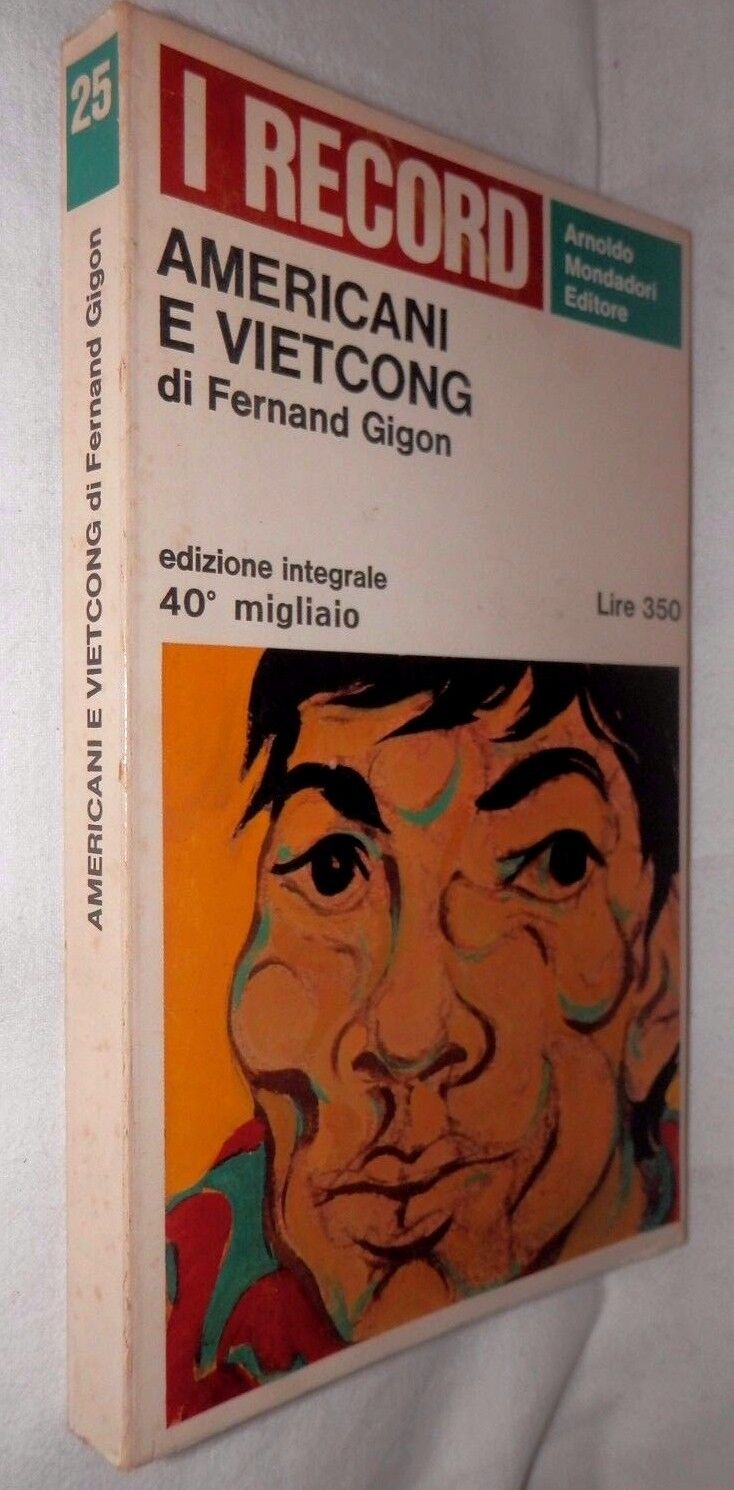 25
AMERICANI E VIETCONG di Fernand Gigon
I RECORD
Arnoldo
Mondadori
Editore
AMERICANI
E VIETCONG
di Fernand Gigon
edizione integrale
40° migliaio
Lire 350